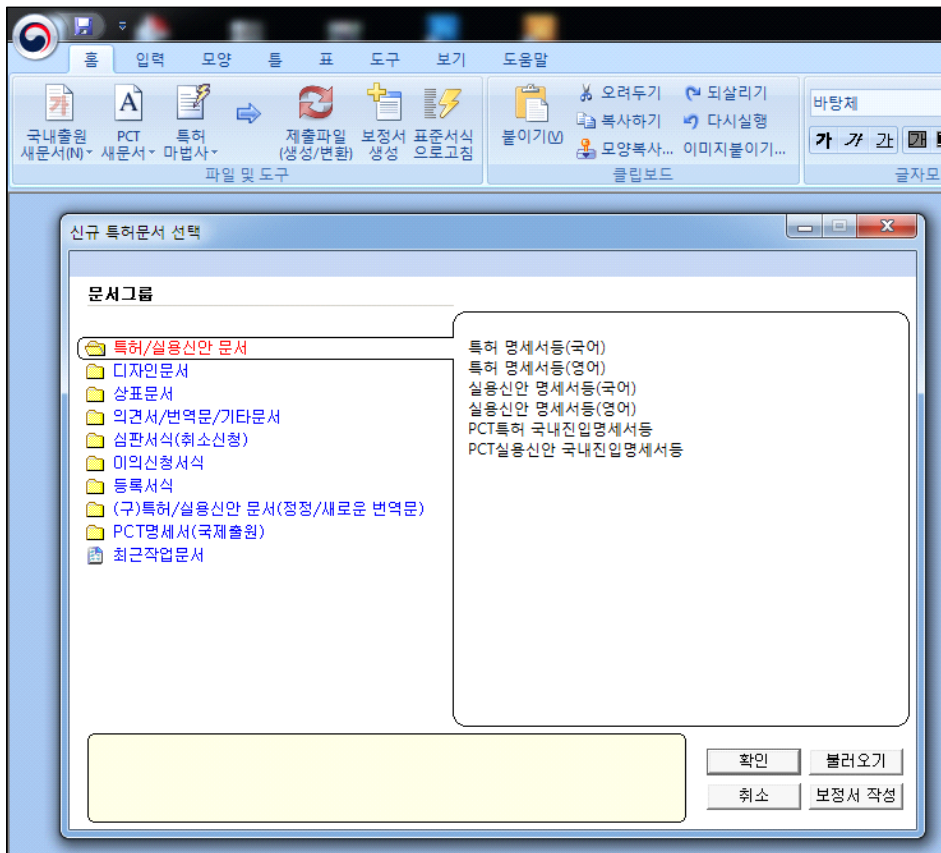 홈 입력 모양 틀 표 도구 보기 도움말
국내출원 새문서(N)
PCT 새문서
특허 마법사
제출파일 (생성/변환)
보정서 생성
표준서식 으로고침
파일 및 도구
붙이기(V)
오려두기
복사하기
모양복사...
되살리기
다시실행
이미지붙이기...
클립보드
바탕체
가 가 가 가
글자모
신규 특허문서 선택
문서그룹
특허/실용신안 문서
디자인문서
상표문서
의견서/번역문/기타문서
심판서식(취소신청)
이의신청서식
등록서식
(구)특허/실용신안 문서(정정/새로운 번역문)
PCT명세서(국제출원)
최근작업문서
특허 명세서등(국어)
특허 명세서등(영어)
실용신안 명세서등(국어)
실용신안 명세서등(영어)
PCT특허 국내진입명세서등
PCT실용신안 국내진입명세서등
확인 불러오기
취소 보정서 작성